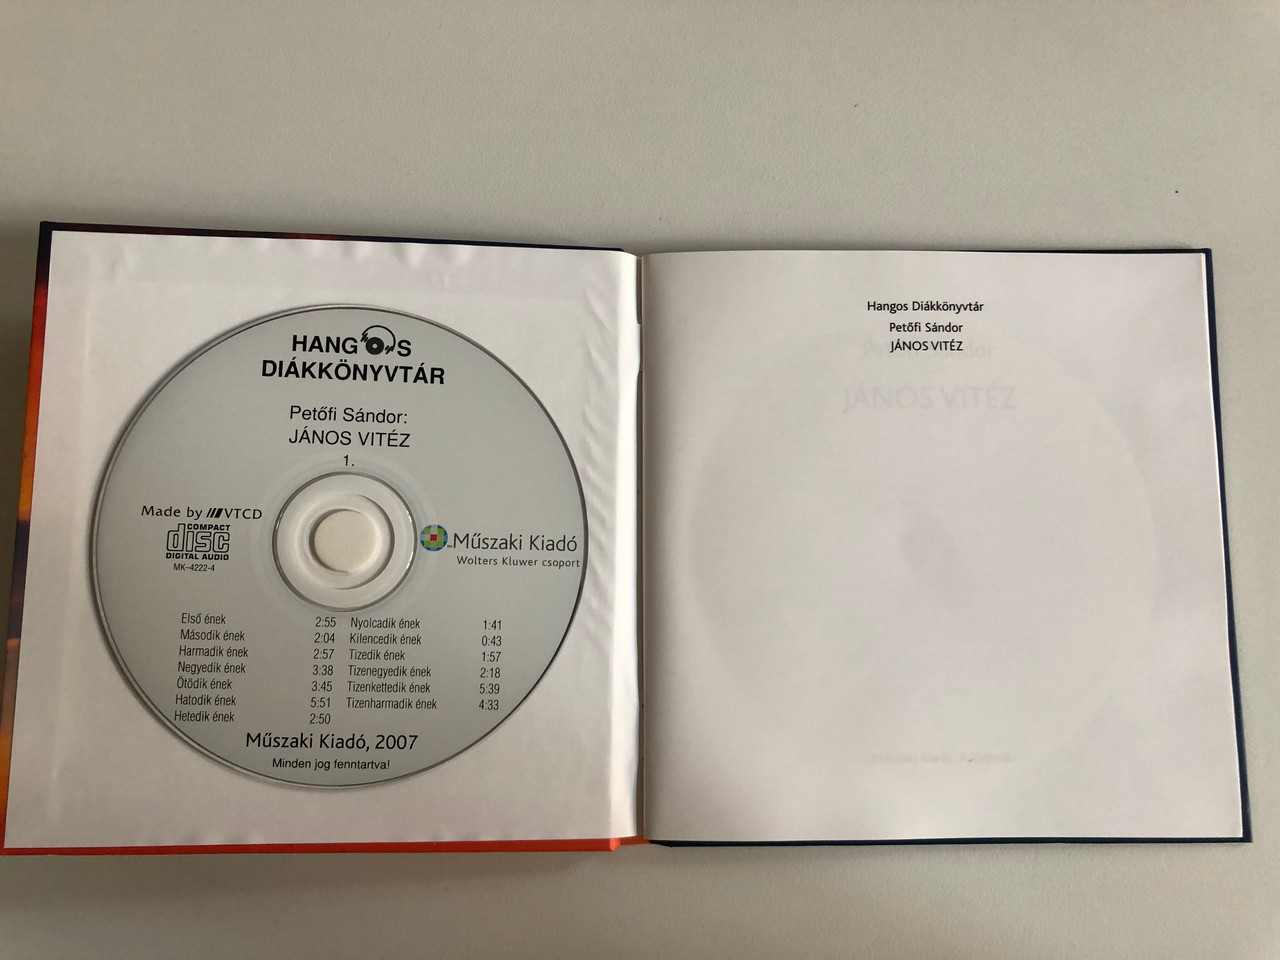 HANGOS
DIÁKKÖNYVTÁR
Petőfi Sándor:
JÁNOS VITÉZ
1.
Made by VTCD
COMPACT
disc
DIGITAL AUDIO
MK–4222-4
Műszaki Kiadó
Wolters Kluwer csoport
Első ének 2:55
Második ének 2:04
Harmadik ének 2:57
Negyedik ének 3:38
Ötödik ének 3:45
Hatodik ének 5:51
Hetedik ének 2:50
Nyolcadik ének 1:41
Kilencedik ének 0:43
Tizedik ének 1:57
Tizenegyedik ének 2:18
Tizenkettedik ének 5:39
Tizenharmadik ének 4:33
Műszaki Kiadó, 2007
Minden jog fenntartva!
Hangos Diákkönyvtár
Petőfi Sándor
JÁNOS VITÉZ
Petőfi Sándor
JÁNOS VITÉZ